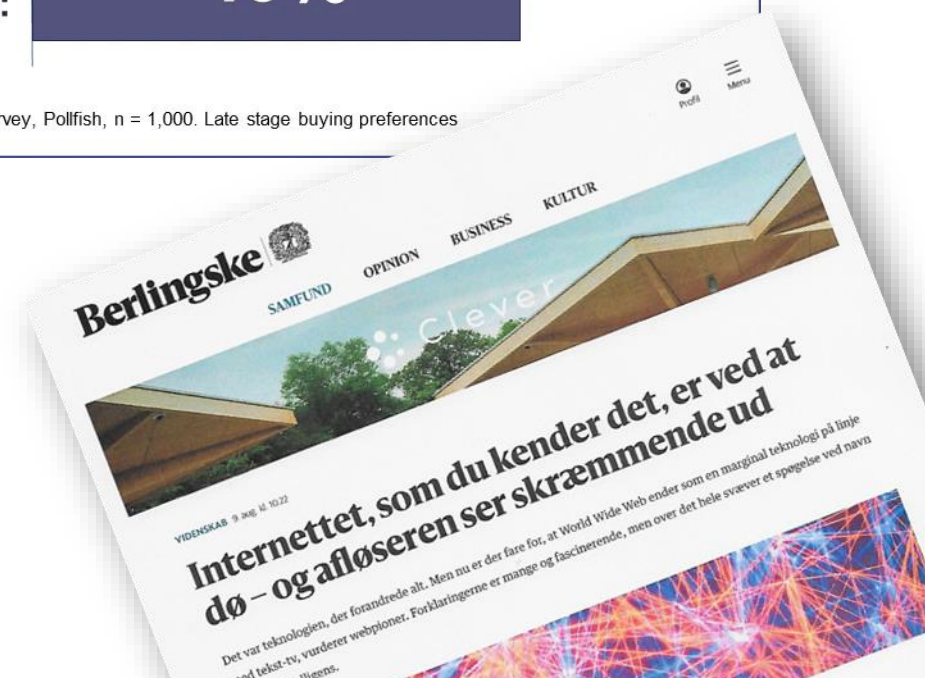 rvey, Pollfish, n = 1,000. Late stage buying preferences
Profil
Menu
Berlingske
SAMFUND
OPINION
BUSINESS
KULTUR
Clever
VIDENSKAB 9 aug. kl. 10.22
Internettet, som du kender det, er ved at
dø – og afløseren ser skræmmende ud
Det var teknologien, der forandrede alt. Men nu er der fare for, at World Wide Web ender som en marginal teknologi på linje
tekst-tv, vurderer webpioner. Forklaringerne er mange og fascinerende, men over det hele svæver et spøgelse ved navn